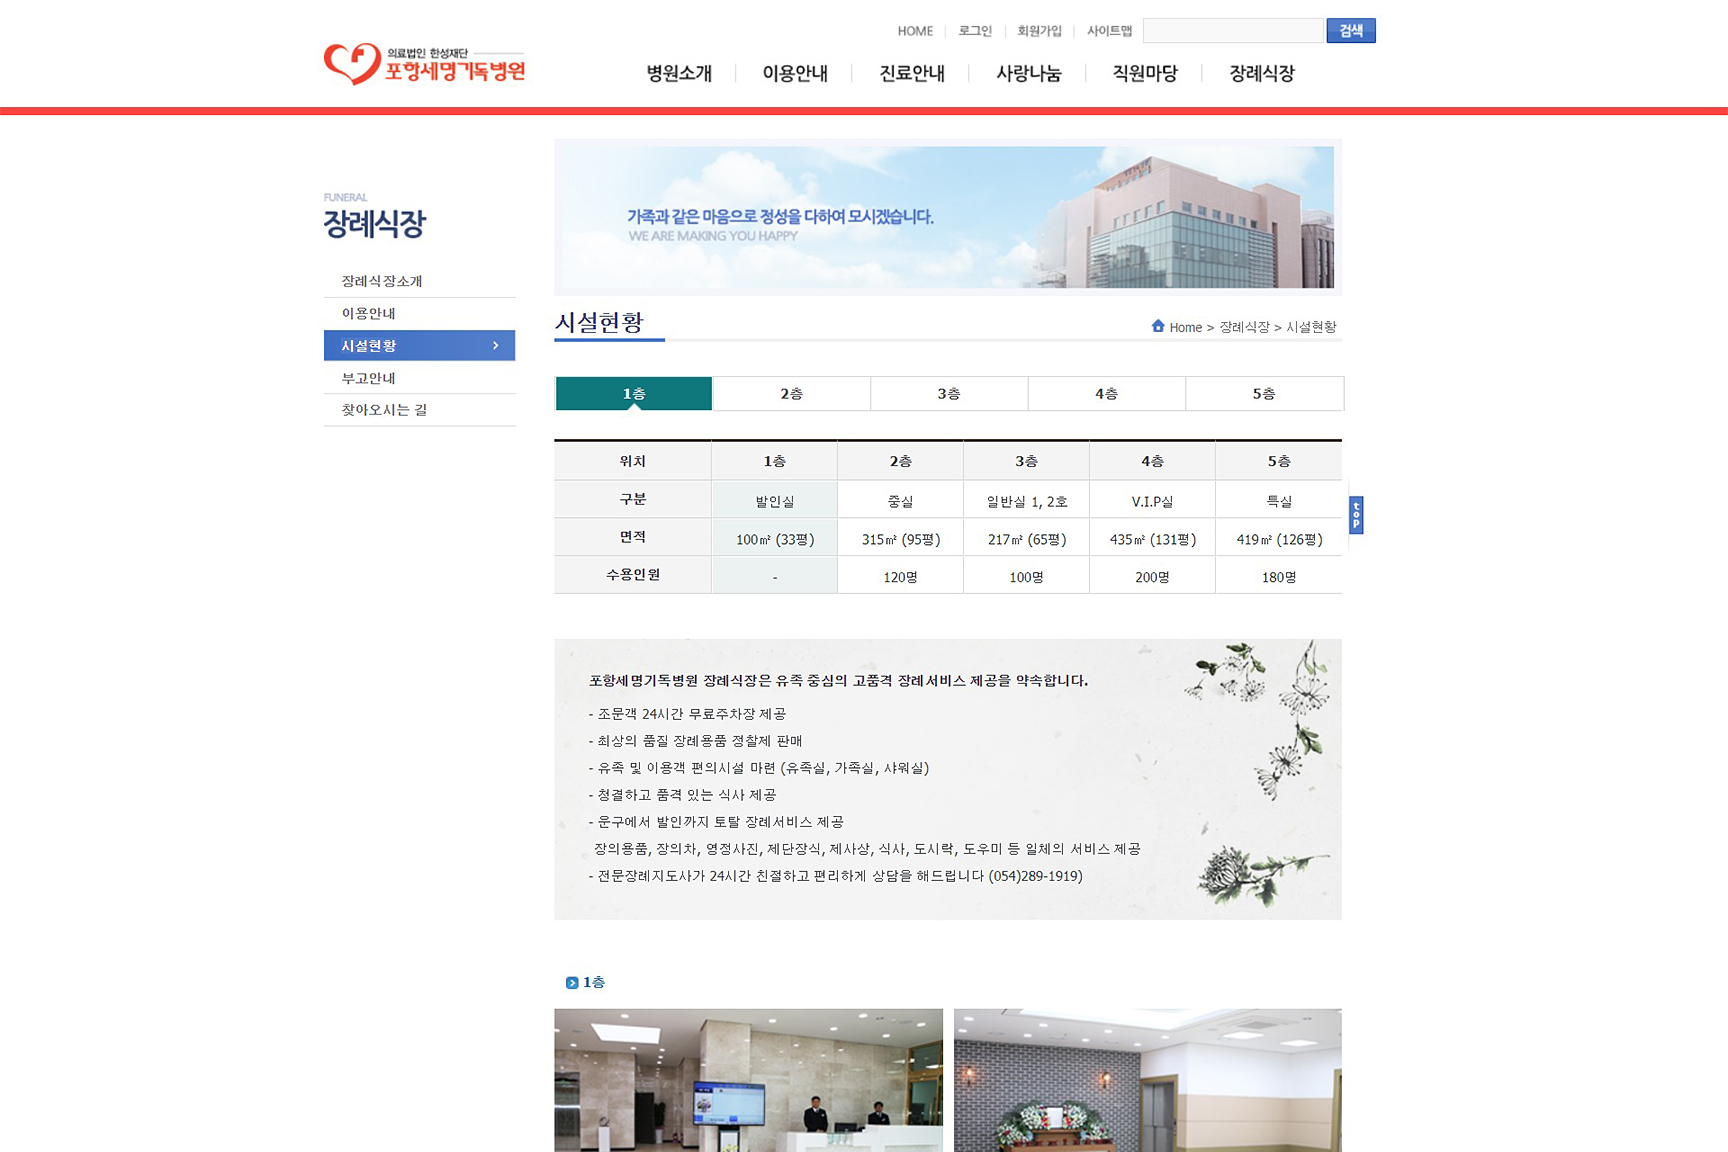 HOME 로그인 회원가입 사이트맵 검색
의료법인 한성재단
포항세명기독병원
병원소개 이용안내 진료안내 사랑나눔 직원마당 장례식장
FUNERAL
장례식장
장례식장소개
이용안내
시설현황
부고안내
찾아오시는 길
가족과 같은 마음으로 정성을 다하여 모시겠습니다.
WE ARE MAKING YOU HAPPY
시설현황
Home > 장례식장 > 시설현황
1층 2층 3층 4층 5층
위치 1층 2층 3층 4층 5층
구분 발인실 중실 일반실 1, 2호 V.I.P실 특실
면적 100㎡ (33평) 315㎡ (95평) 217㎡ (65평) 435㎡ (131평) 419㎡ (126평)
수용인원 - 120명 100명 200명 180명
top
포항세명기독병원 장례식장은 유족 중심의 고품격 장례서비스 제공을 약속합니다.
- 조문객 24시간 무료주차장 제공
- 최상의 품질 장례용품 정찰제 판매
- 유족 및 이용객 편의시설 마련 (유족실, 가족실, 샤워실)
- 청결하고 품격 있는 식사 제공
- 운구에서 발인까지 토탈 장례서비스 제공
장의용품, 장의차, 영정사진, 제단장식, 제사상, 식사, 도시락, 도우미 등 일체의 서비스 제공
- 전문장례지도사가 24시간 친절하고 편리하게 상담을 해드립니다 (054)289-1919)
1층